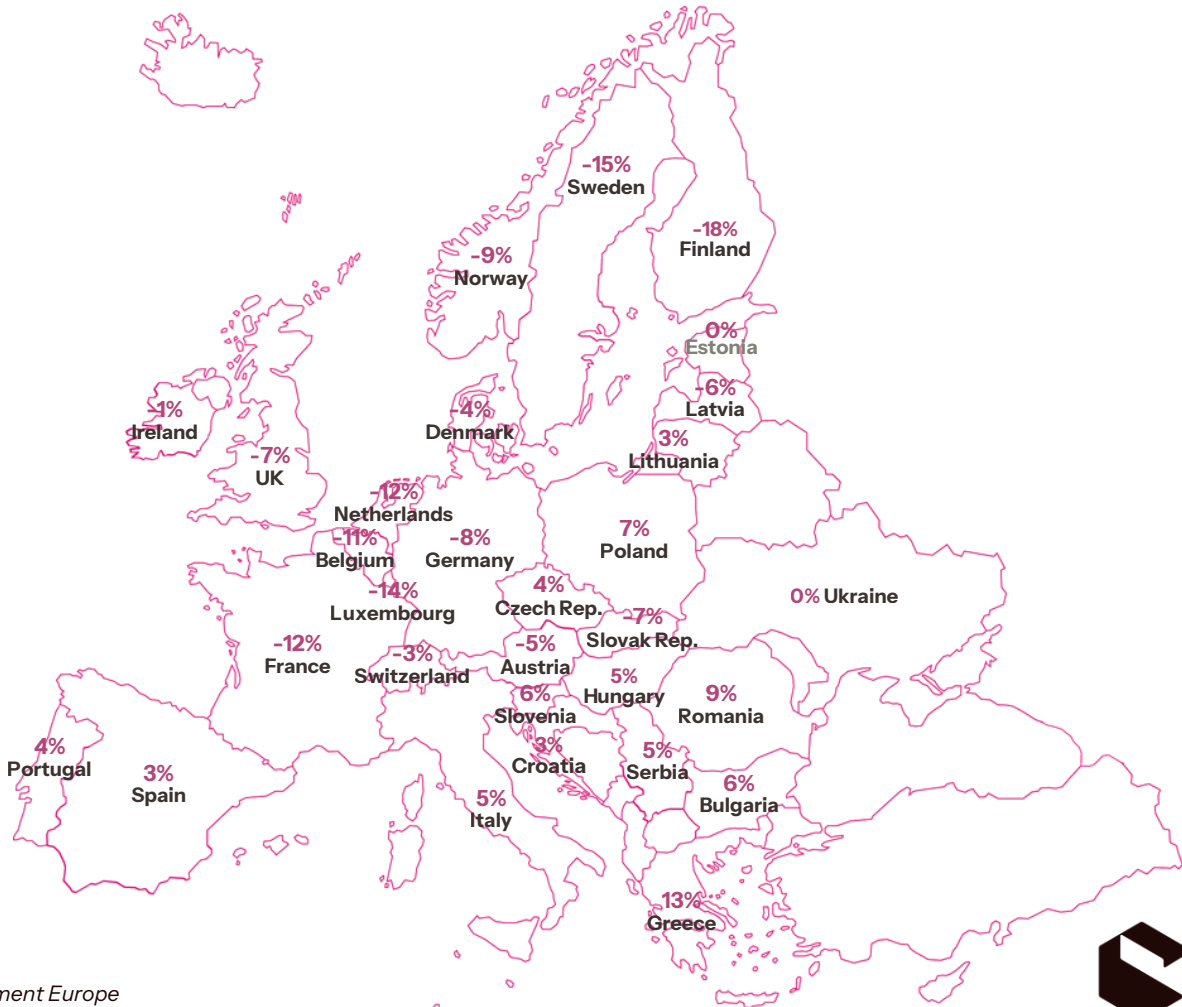 -15%
Sweden
-18%
Finland
-9%
Norway
0%
Estonia
-6%
Latvia
-1%
Ireland
-4%
Denmark
3%
Lithuania
-7%
UK
-12%
Netherlands
-11%
Belgium
-8%
Germany
7%
Poland
-14%
Luxembourg
4%
Czech Rep.
0% Ukraine
-7%
Slovak Rep.
-12%
France
-3%
Switzerland
-5%
Austria
5%
Hungary
9%
Romania
6%
Slovenia
4%
Portugal
3%
Spain
3%
Croatia
5%
Serbia
6%
Bulgaria
5%
Italy
13%
Greece
ment Europe